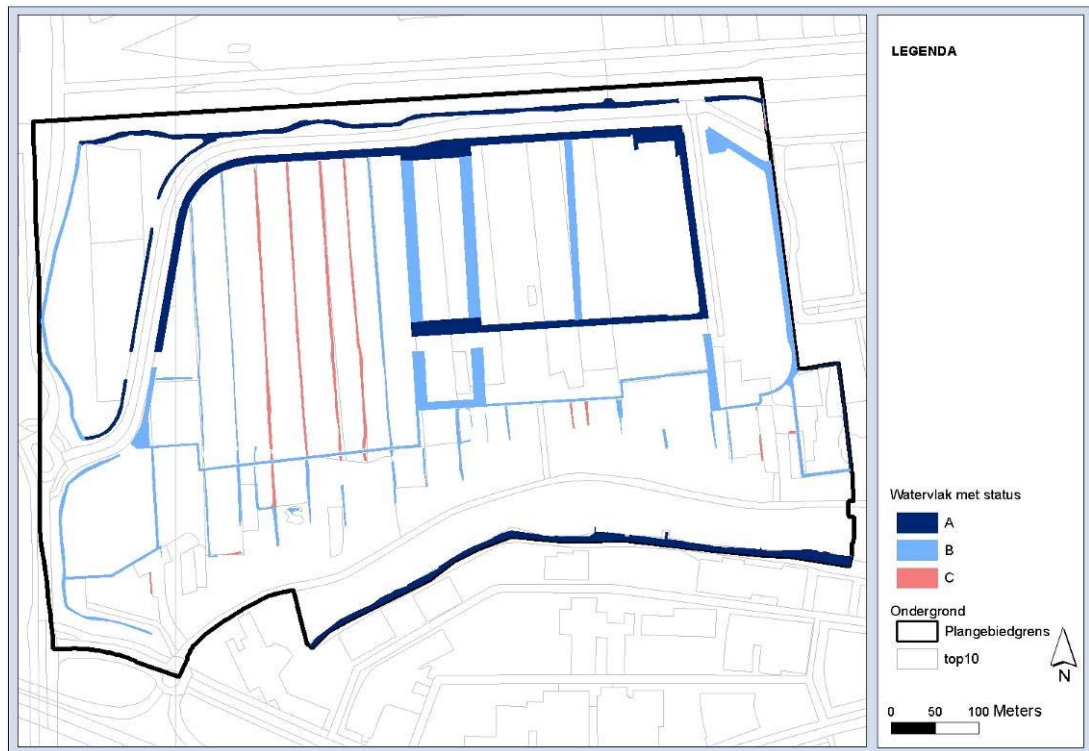 LEGENDA
Watervlak met status
A
B
C
Ondergrond
Plangebiedgrens
top10
N
0 50 100 Meters